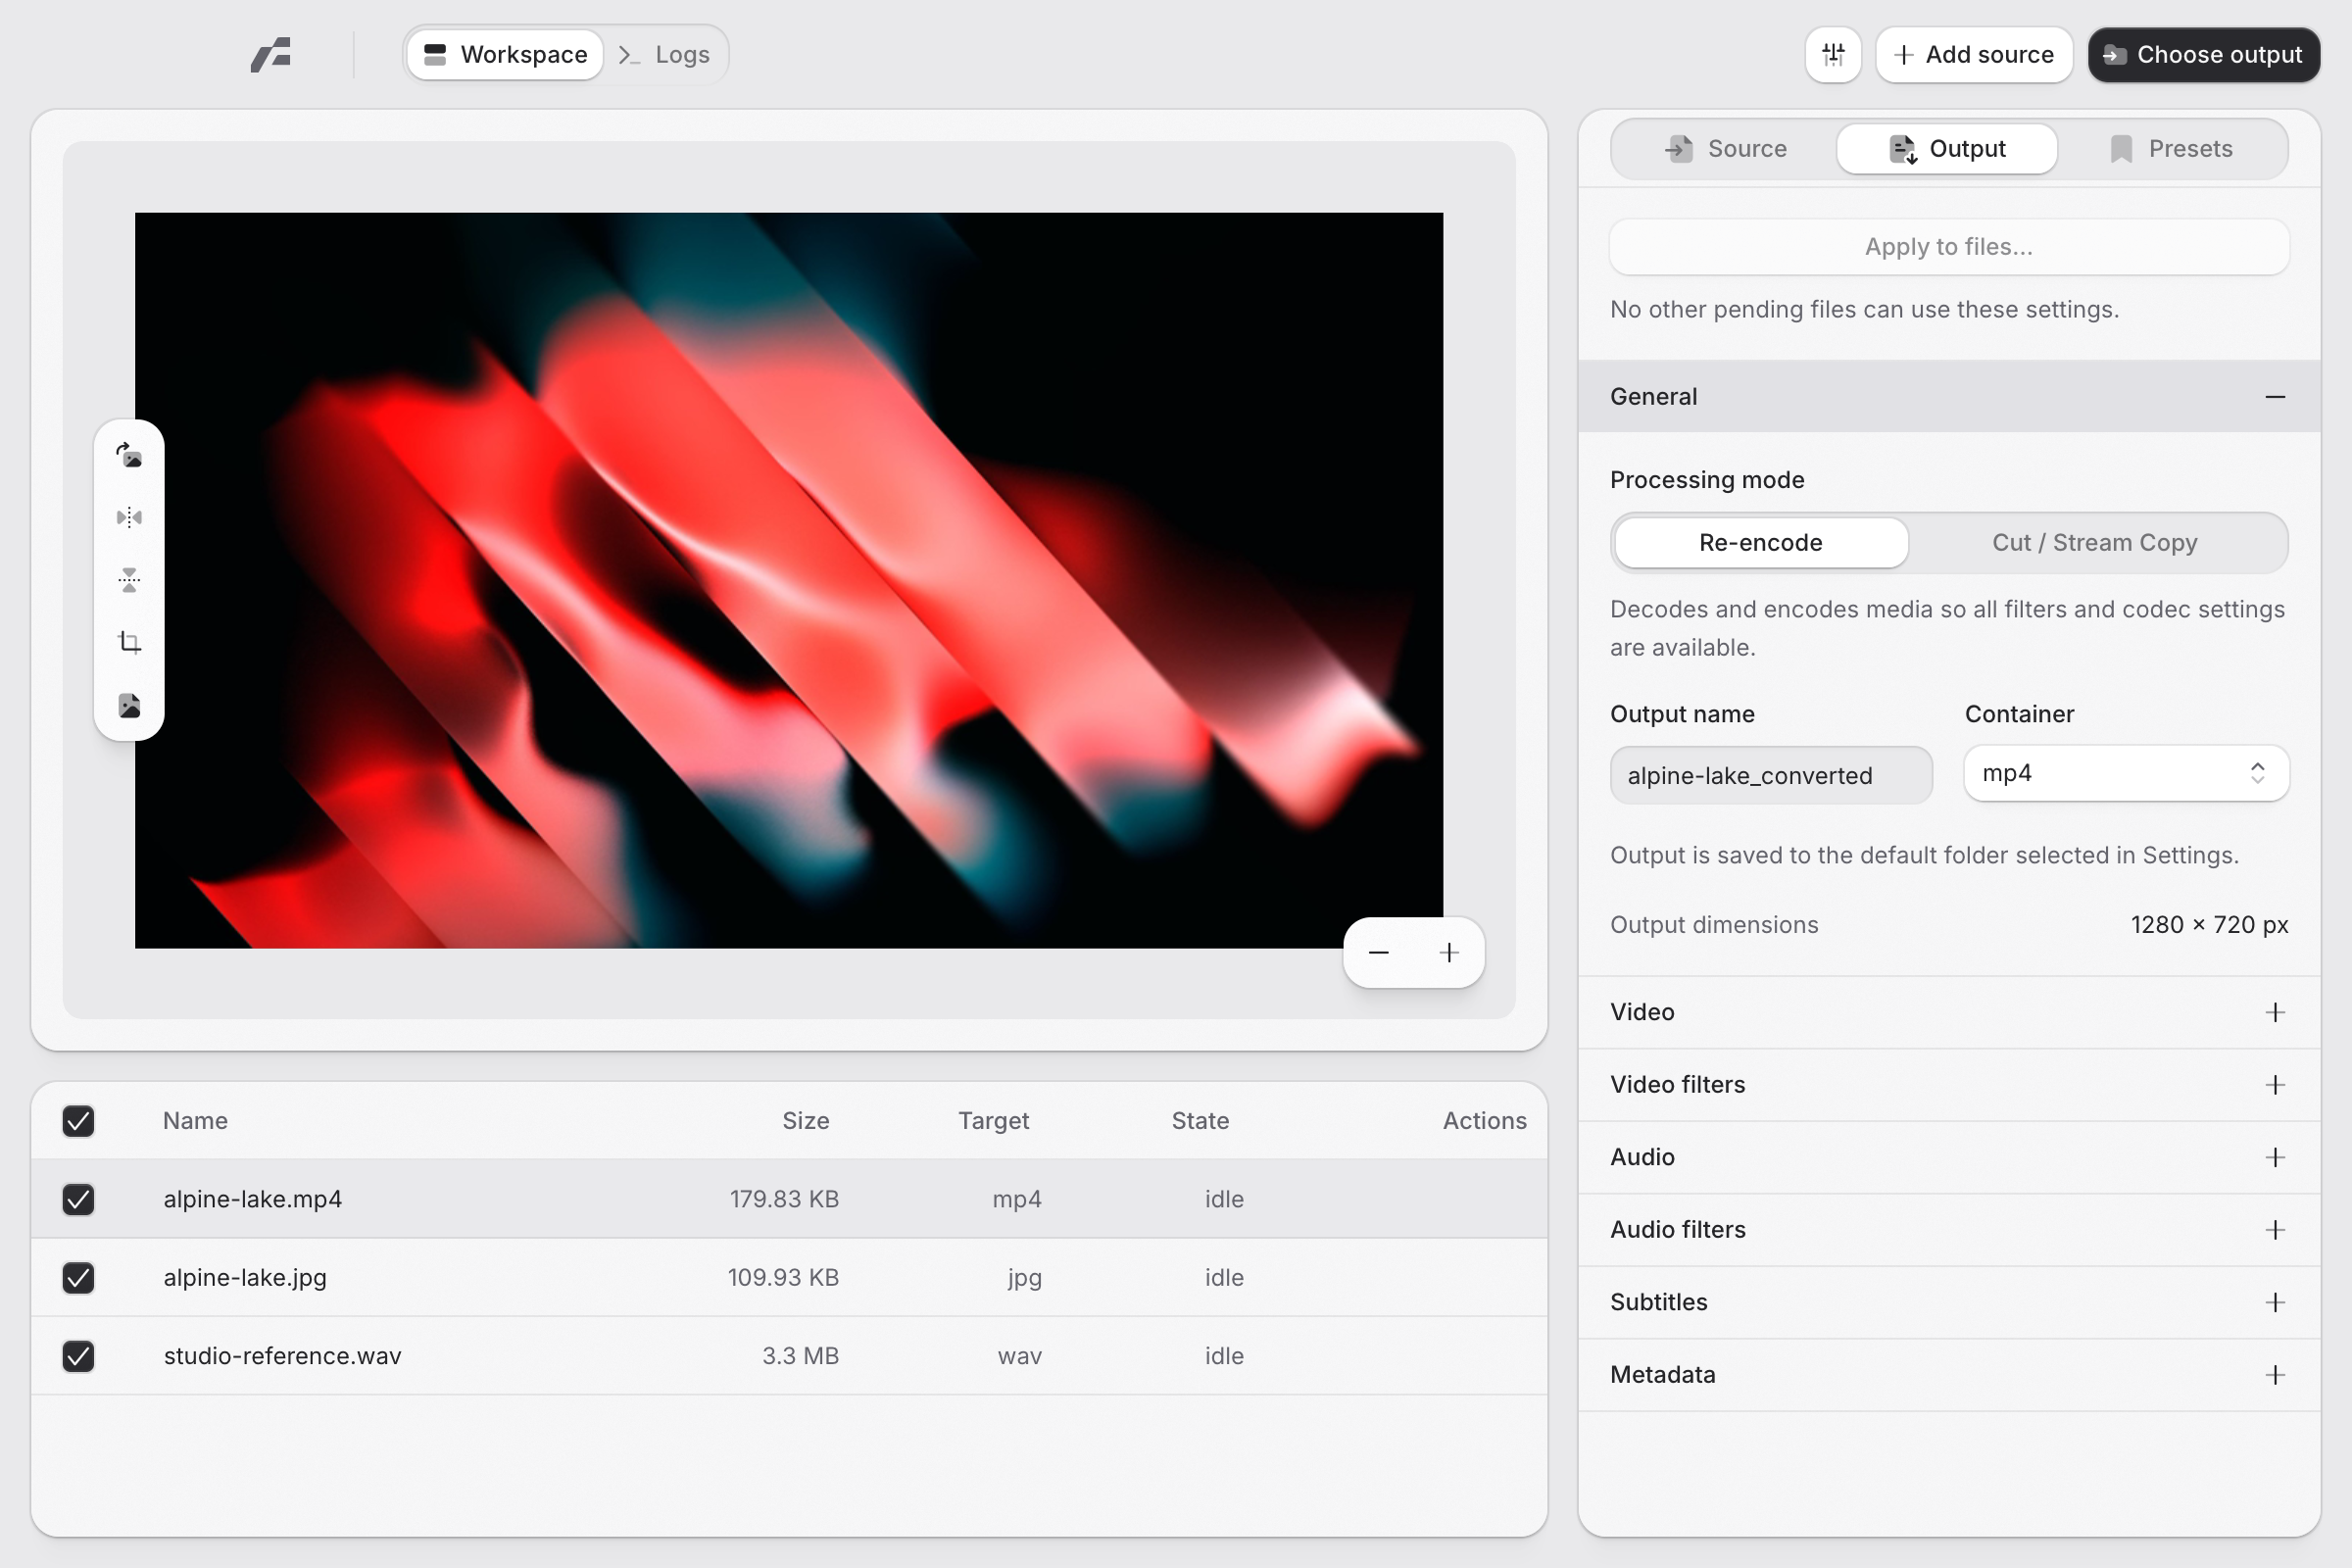 Workspace
Logs
Add source
Choose output
Source
Output
Presets
Apply to files...
No other pending files can use these settings.
General
Processing mode
Re-encode
Cut / Stream Copy
Decodes and encodes media so all filters and codec settings
are available.
Output name
Container
alpine-lake_converted
mp4
Output is saved to the default folder selected in Settings.
Output dimensions
1280 × 720 px
Video
Video filters
Audio
Audio filters
Subtitles
Metadata
Name Size Target State Actions
alpine-lake.mp4 179.83 KB mp4 idle
alpine-lake.jpg 109.93 KB jpg idle
studio-reference.wav 3.3 MB wav idle